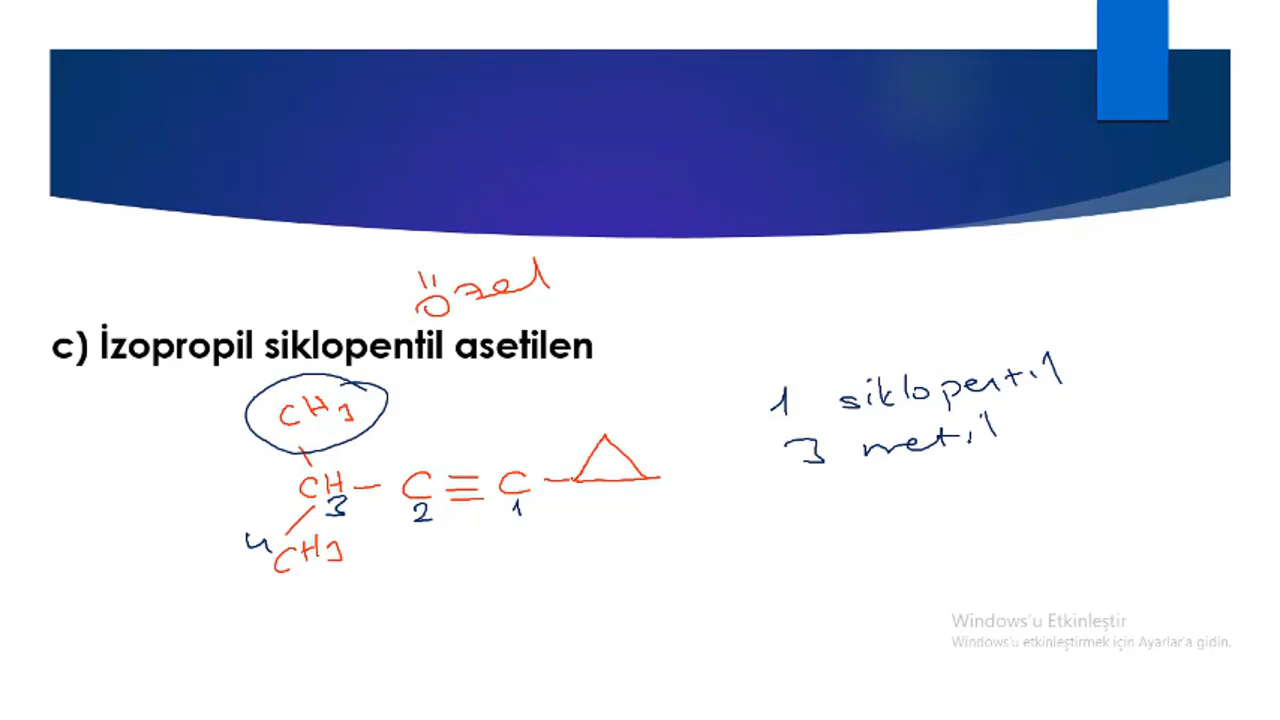 özel
c) İzopropil siklopentil asetilen
1 siklopentil
3 metil
CH3
CH - C ≡ C -
3 2 1
4 CH3
Windows'u Etkinleştir
Windows'u etkinleştirmek için Ayarlar'a gidin.